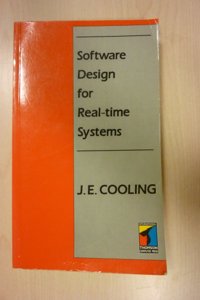 Software
Design
for
Real-time
Systems
J. E. COOLING